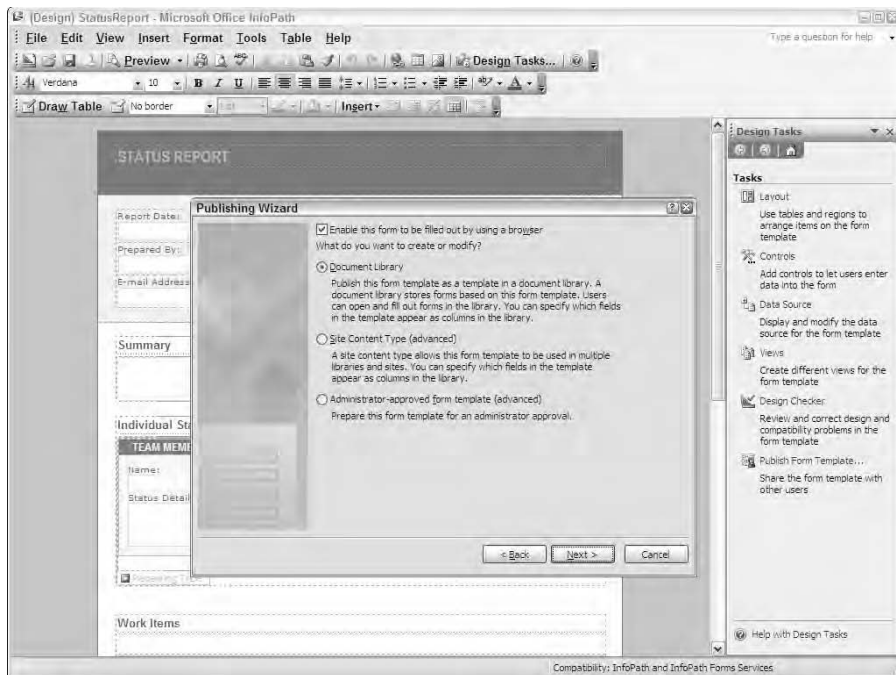 (Design) StatusReport - Microsoft Office InfoPath
File Edit View Insert Format Tools Table Help
Type a question for help
Preview
Design Tasks...
Verdana 10 B I U
Draw Table No border 1 pt Insert
STATUS REPORT
Report Date:
Prepared By:
E-mail Address
Summary
Individual Sta
TEAM MEM
Name:
Status Detail
Repeating Table
Work Items
Publishing Wizard
Enable this form to be filled out by using a browser
What do you want to create or modify?
Document Library
Publish this form template as a template in a document library. A
document library stores forms based on this form template. Users
can open and fill out forms in the library. You can specify which fields
in the template appear as columns in the library.
Site Content Type (advanced)
A site content type allows this form template to be used in multiple
libraries and sites. You can specify which fields in the template
appear as columns in the library.
Administrator-approved form template (advanced)
Prepare this form template for an administrator approval.
< Back Next > Cancel
Design Tasks
Tasks
Layout
Use tables and regions to
arrange items on the form
template
Controls
Add controls to let users enter
data into the form
Data Source
Display and modify the data
source for the form template
Views
Create different views for the
form template
Design Checker
Review and correct design and
compatibility problems in the
form template
Publish Form Template...
Share the form template with
other users
Help with Design Tasks
Compatibility: InfoPath and InfoPath Forms Services